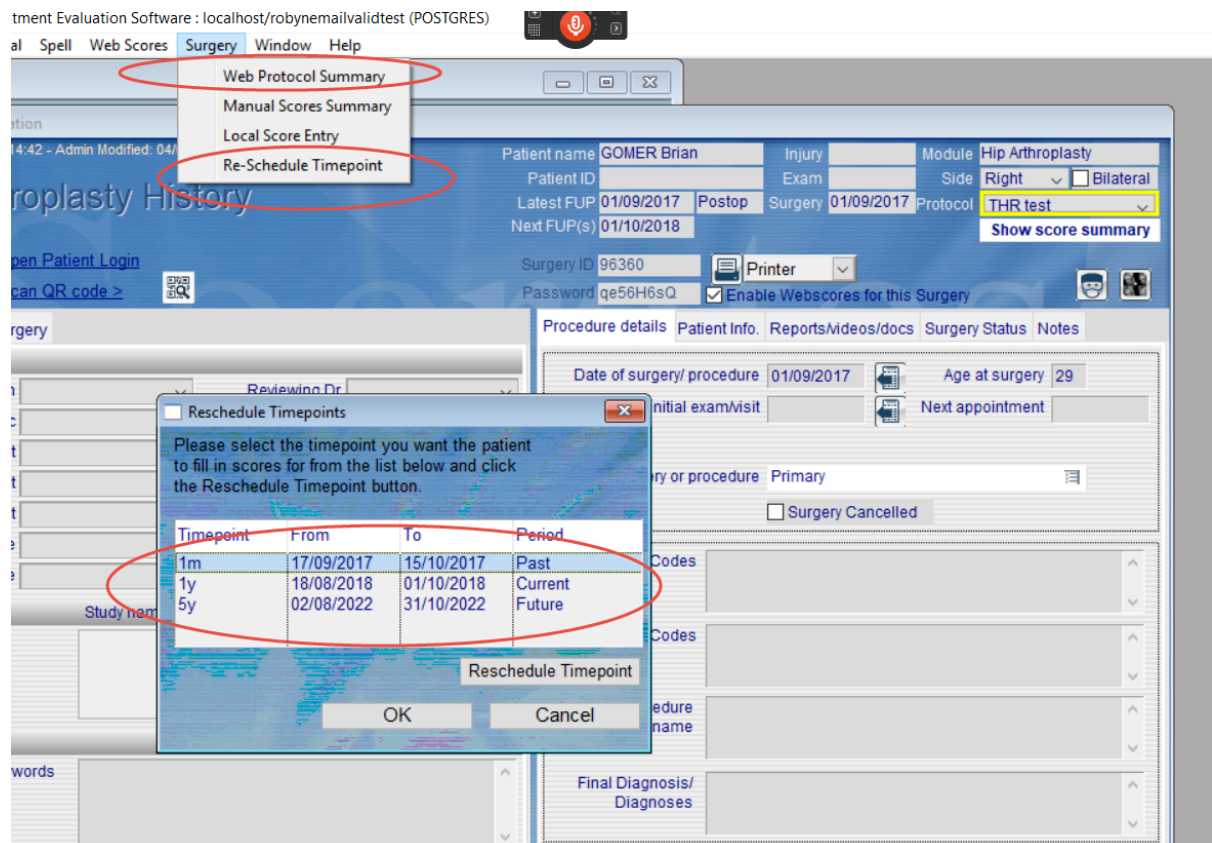 tment Evaluation Software : localhost/robynemailvalidtest (POSTGRES)
al Spell Web Scores Surgery Window Help
Web Protocol Summary
Manual Scores Summary
Local Score Entry
Re-Schedule Timepoint
ation
14:42 - Admin Modified: 04/
roplasty History
Patient name GOMER Brian Injury Module Hip Arthroplasty
Patient ID Exam Side Right Bilateral
Latest FUP 01/09/2017 Postop Surgery 01/09/2017 Protocol THR test
Next FUP(s) 01/10/2018 Show score summary
pen Patient Login
can QR code >
Surgery ID 96360 Printer
Password qe56H6sQ Enable Webscores for this Surgery
rgery
Procedure details Patient Info. Reports/videos/docs Surgery Status Notes
Date of surgery/ procedure 01/09/2017 Age at surgery 29
nitial exam/visit Next appointment
ery or procedure Primary
Surgery Cancelled
Reviewing Dr
Reschedule Timepoints
Please select the timepoint you want the patient
to fill in scores for from the list below and click
the Reschedule Timepoint button.
Timepoint From To Period
1m 17/09/2017 15/10/2017 Past
1y 18/08/2018 01/10/2018 Current
5y 02/08/2022 31/10/2022 Future
Reschedule Timepoint
OK Cancel
Study nam
words
Codes
Codes
edure
name
Final Diagnosis/
Diagnoses